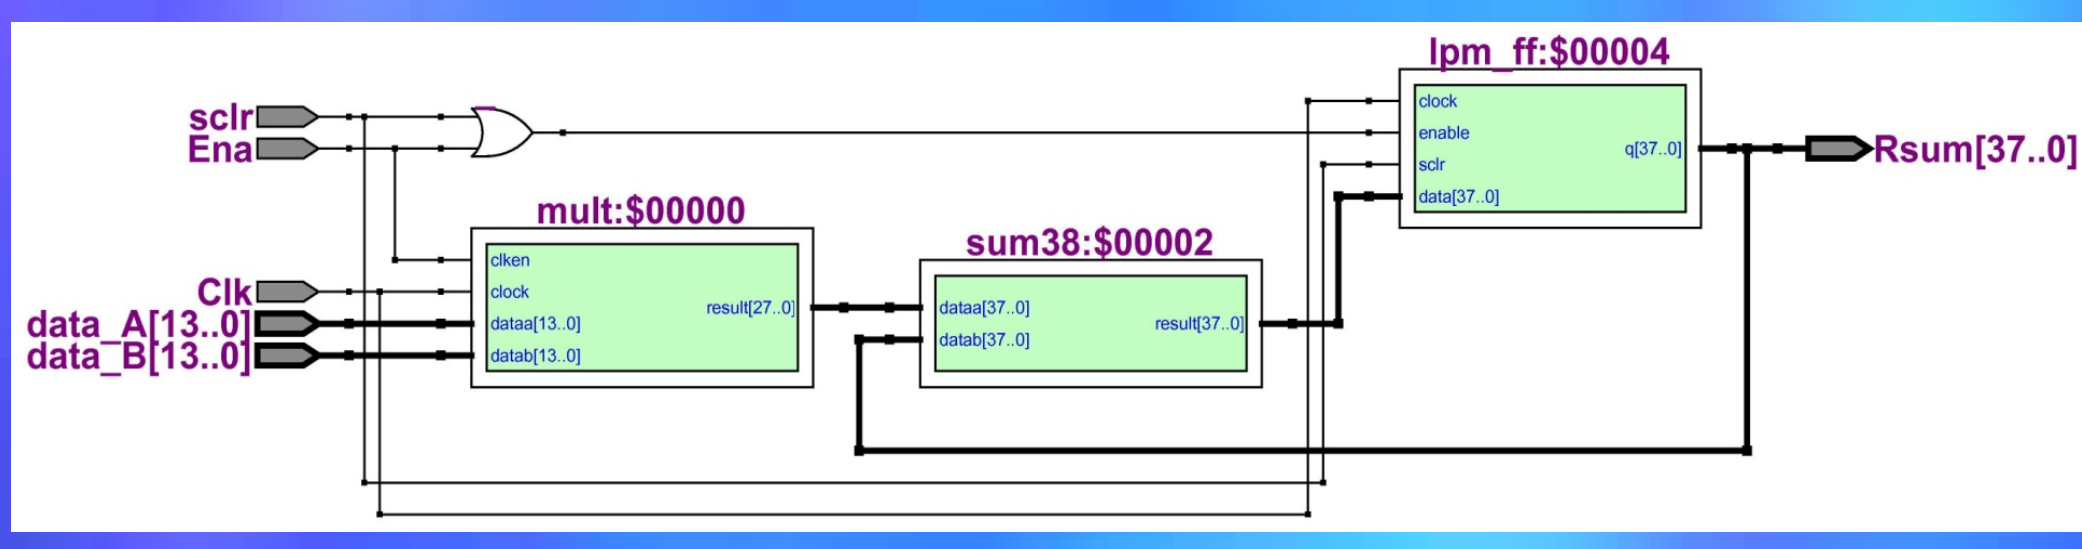 lpm_ff:$00004
sclr
Ena
clock
enable
sclr
data[37..0]
q[37..0]
Rsum[37..0]
mult:$00000
sum38:$00002
Clk
data_A[13..0]
data_B[13..0]
clken
clock
dataa[13..0]
datab[13..0]
result[27..0]
dataa[37..0]
datab[37..0]
result[37..0]